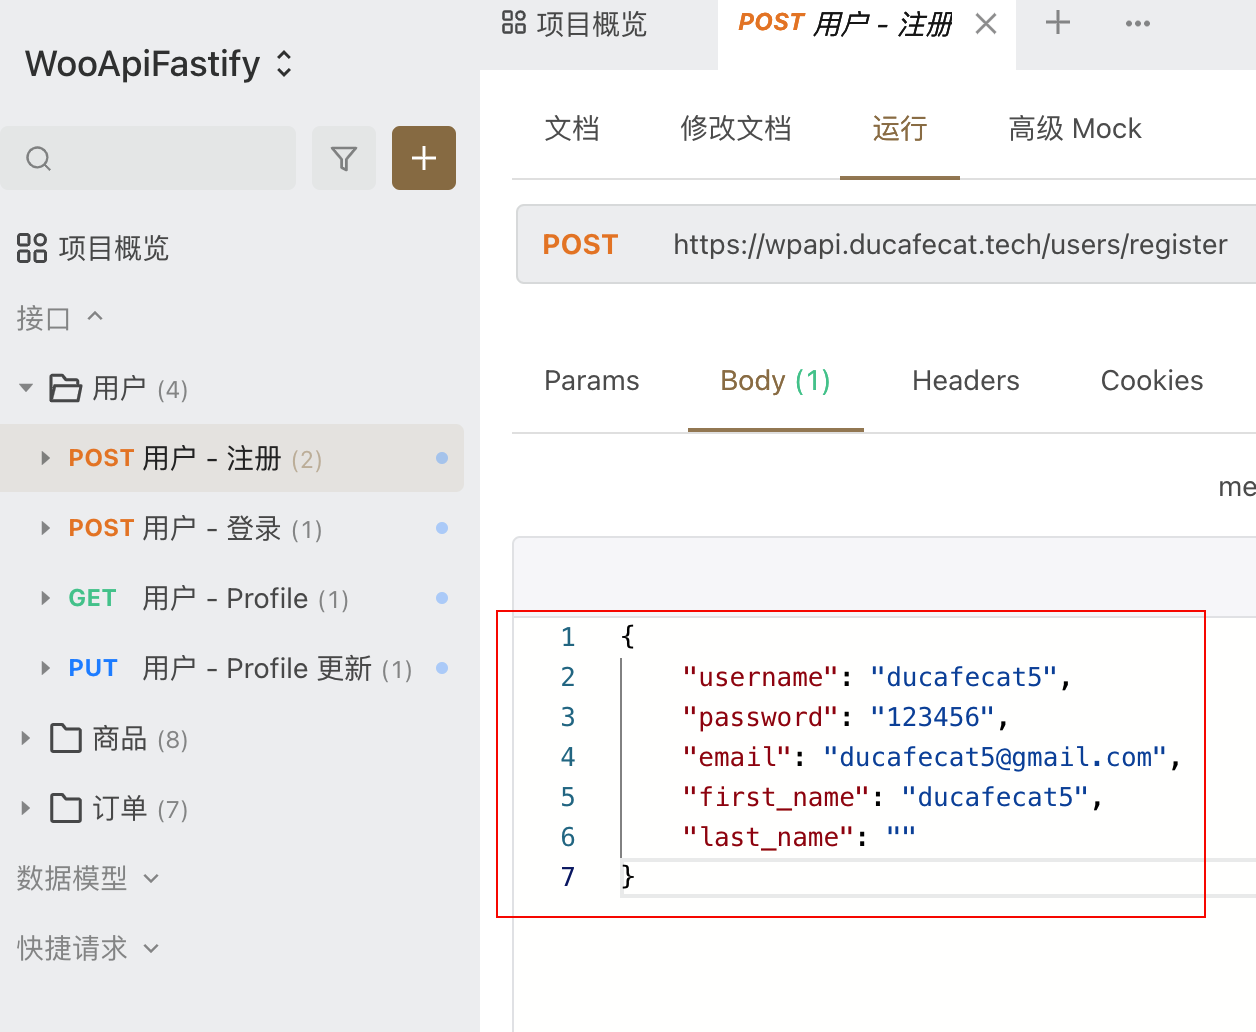 WooApiFastify
项目概览
接口
用户 (4)
POST 用户 - 注册 (2)
POST 用户 - 登录 (1)
GET 用户 - Profile (1)
PUT 用户 - Profile 更新 (1)
商品 (8)
订单 (7)
数据模型
快捷请求
项目概览
POST 用户 - 注册
文档 修改文档 运行 高级 Mock
POST https://wpapi.ducafecat.tech/users/register
Params Body (1) Headers Cookies
me
1 {
2 "username": "ducafecat5",
3 "password": "123456",
4 "email": "ducafecat5@gmail.com",
5 "first_name": "ducafecat5",
6 "last_name": ""
7 }